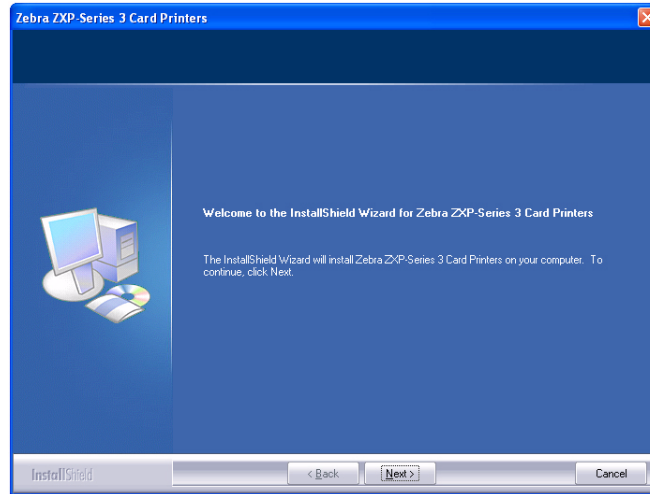 Zebra ZXP-Series 3 Card Printers
Welcome to the InstallShield Wizard for Zebra ZXP-Series 3 Card Printers
The InstallShield Wizard will install Zebra ZXP-Series 3 Card Printers on your computer. To
continue, click Next.
InstallShield
< Back
Next >
Cancel